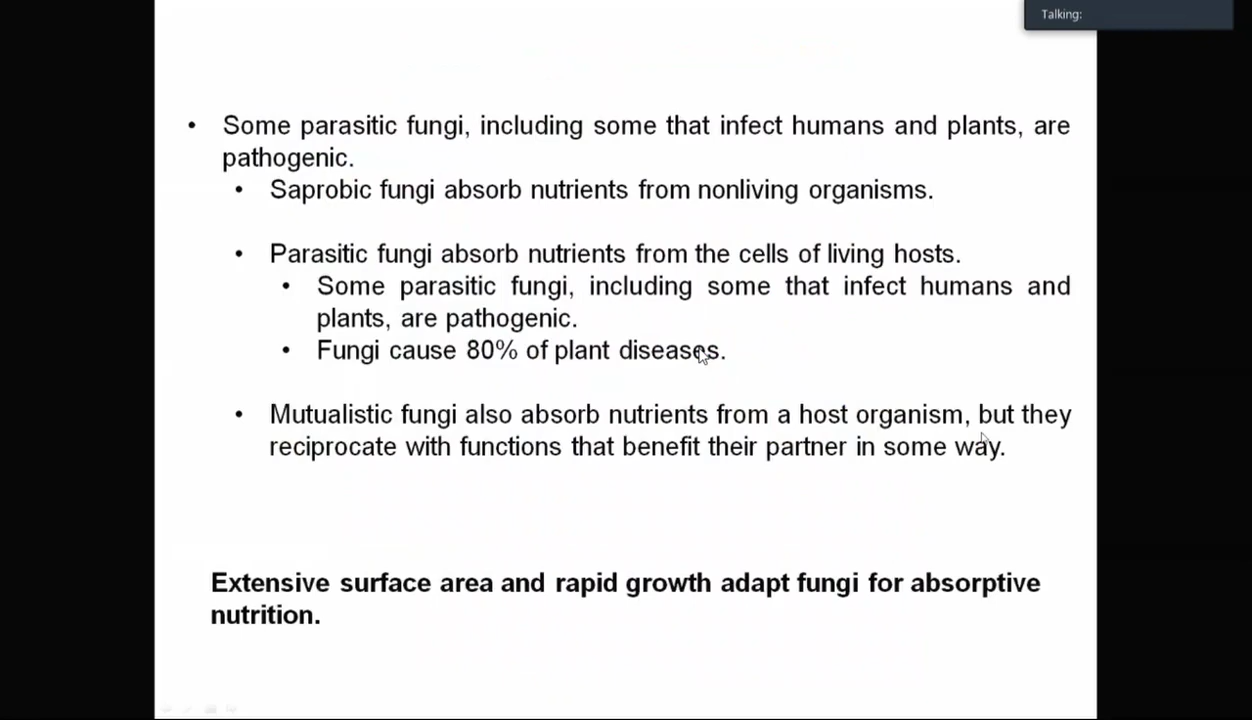 Talking:
• Some parasitic fungi, including some that infect humans and plants, are
pathogenic.
• Saprobic fungi absorb nutrients from nonliving organisms.
• Parasitic fungi absorb nutrients from the cells of living hosts.
• Some parasitic fungi, including some that infect humans and
plants, are pathogenic.
• Fungi cause 80% of plant diseases.
• Mutualistic fungi also absorb nutrients from a host organism, but they
reciprocate with functions that benefit their partner in some way.
Extensive surface area and rapid growth adapt fungi for absorptive
nutrition.